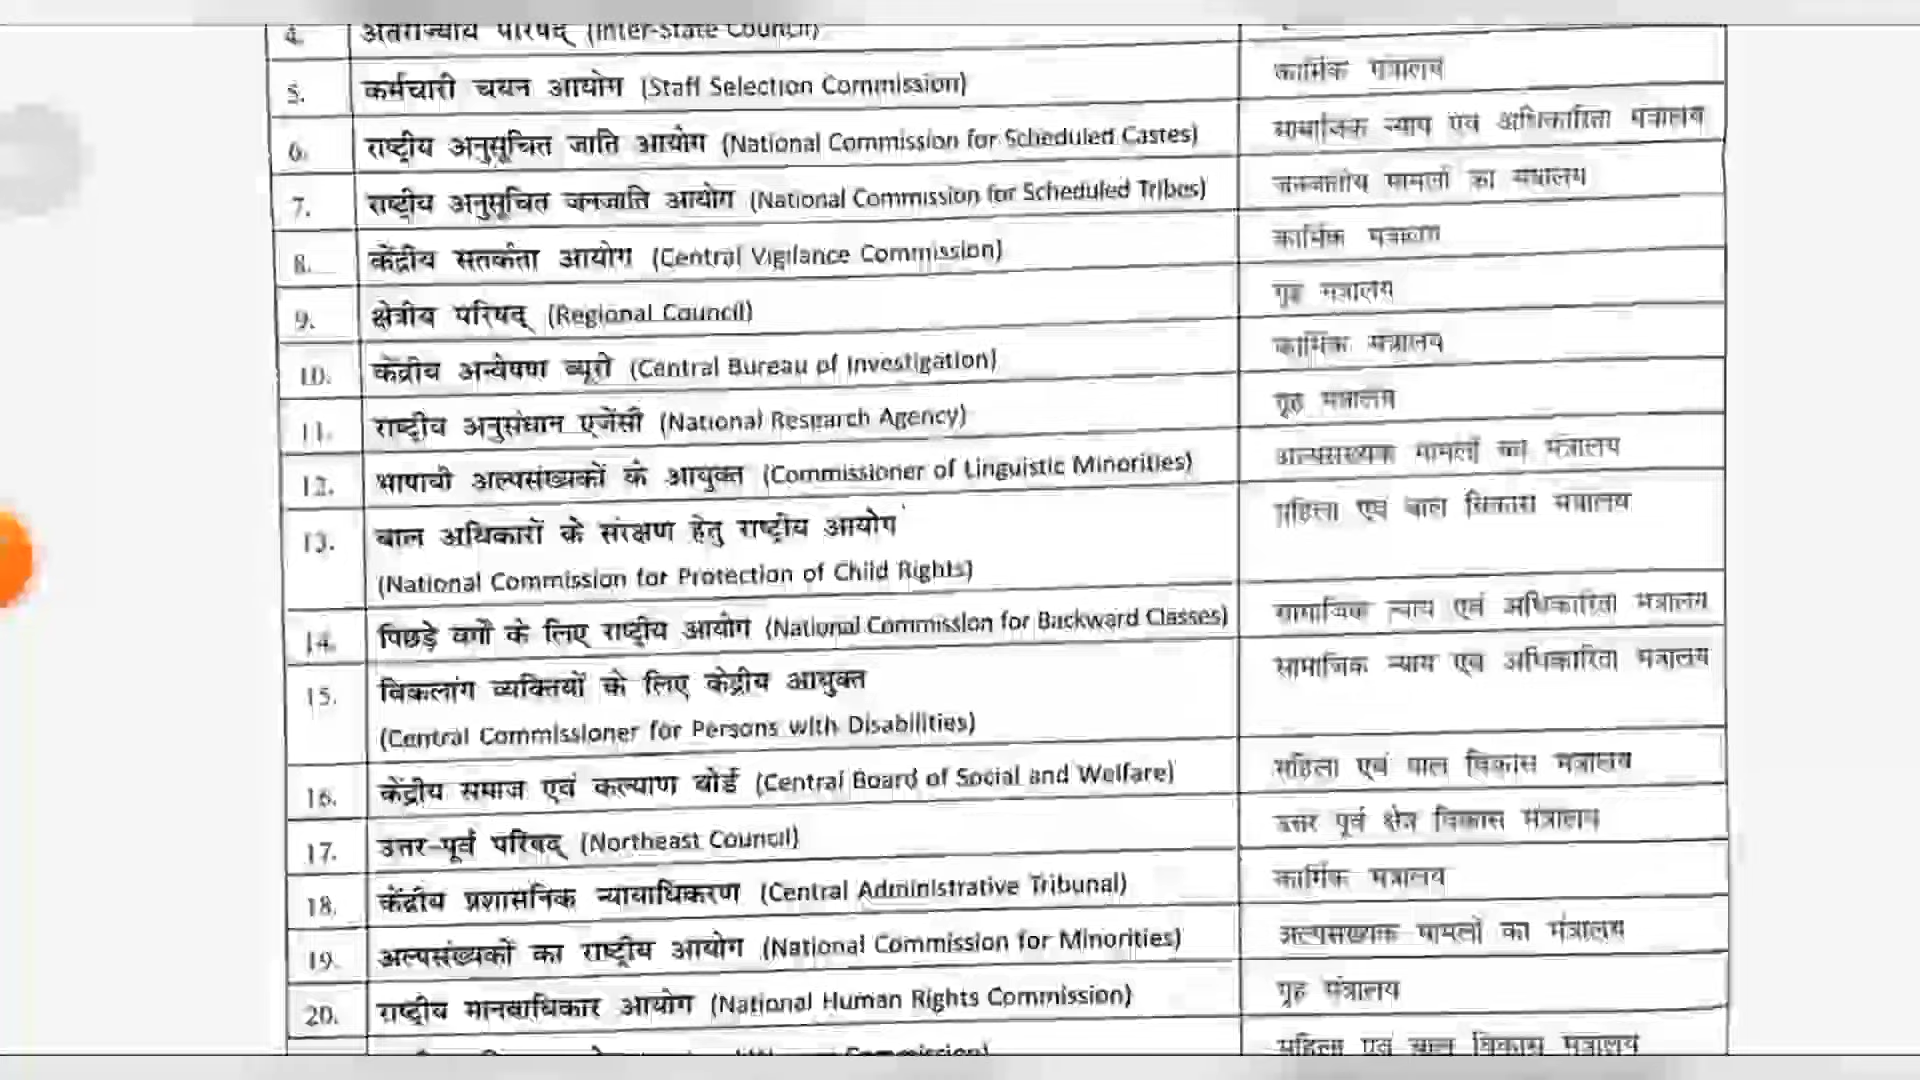 4. अंतर्राज्यीय परिषद् (Inter-State Council)
5. कर्मचारी चयन आयोग (Staff Selection Commission) कार्मिक मंत्रालय
6. राष्ट्रीय अनुसूचित जाति आयोग (National Commission for Scheduled Castes) सामाजिक न्याय एवं अधिकारिता मंत्रालय
7. राष्ट्रीय अनुसूचित जनजाति आयोग (National Commission for Scheduled Tribes) जनजातीय मामलों का मंत्रालय
8. केंद्रीय सतर्कता आयोग (Central Vigilance Commission) कार्मिक मंत्रालय
9. क्षेत्रीय परिषद् (Regional Council) गृह मंत्रालय
10. केंद्रीय अन्वेषण ब्यूरो (Central Bureau of Investigation) कार्मिक मंत्रालय
11. राष्ट्रीय अनुसंधान एजेंसी (National Research Agency) गृह मंत्रालय
12. भाषायी अल्पसंख्यकों के आयुक्त (Commissioner of Linguistic Minorities) अल्पसंख्यक मामलों का मंत्रालय
13. बाल अधिकारों के संरक्षण हेतु राष्ट्रीय आयोग महिला एवं बाल विकास मंत्रालय
(National Commission for Protection of Child Rights)
14. पिछड़े वर्गों के लिए राष्ट्रीय आयोग (National Commission for Backward Classes) सामाजिक न्याय एवं अधिकारिता मंत्रालय
15. विकलांग व्यक्तियों के लिए केंद्रीय आयुक्त सामाजिक न्याय एवं अधिकारिता मंत्रालय
(Central Commissioner for Persons with Disabilities)
16. केंद्रीय समाज एवं कल्याण बोर्ड (Central Board of Social and Welfare) महिला एवं बाल विकास मंत्रालय
17. उत्तर-पूर्व परिषद् (Northeast Council) उत्तर पूर्व क्षेत्र विकास मंत्रालय
18. केंद्रीय प्रशासनिक न्यायाधिकरण (Central Administrative Tribunal) कार्मिक मंत्रालय
19. अल्पसंख्यकों का राष्ट्रीय आयोग (National Commission for Minorities) अल्पसंख्यक मामलों का मंत्रालय
20. राष्ट्रीय मानवाधिकार आयोग (National Human Rights Commission) गृह मंत्रालय
Commission) महिला एवं बाल विकास मंत्रालय